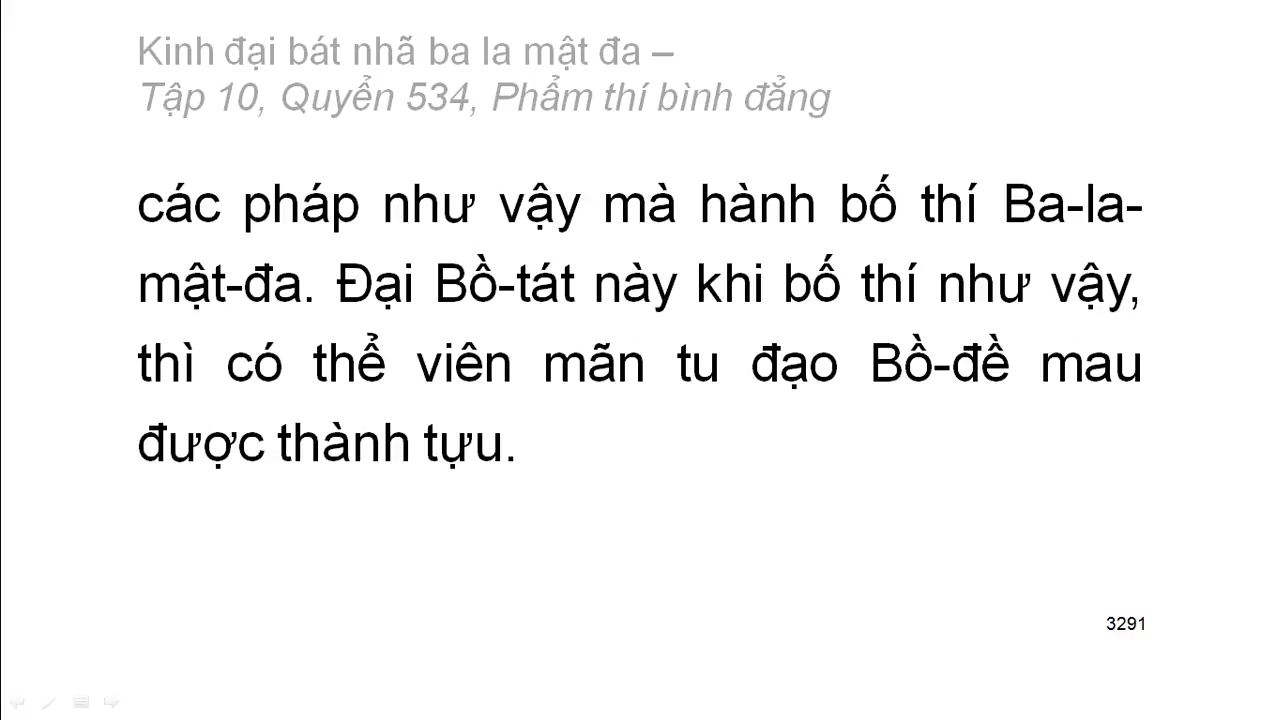 Kinh đại bát nhã ba la mật đa –
Tập 10, Quyển 534, Phẩm thí bình đẳng
các pháp như vậy mà hành bố thí Ba-la-
mật-đa. Đại Bồ-tát này khi bố thí như vậy,
thì có thể viên mãn tu đạo Bồ-đề mau
được thành tựu.
3291